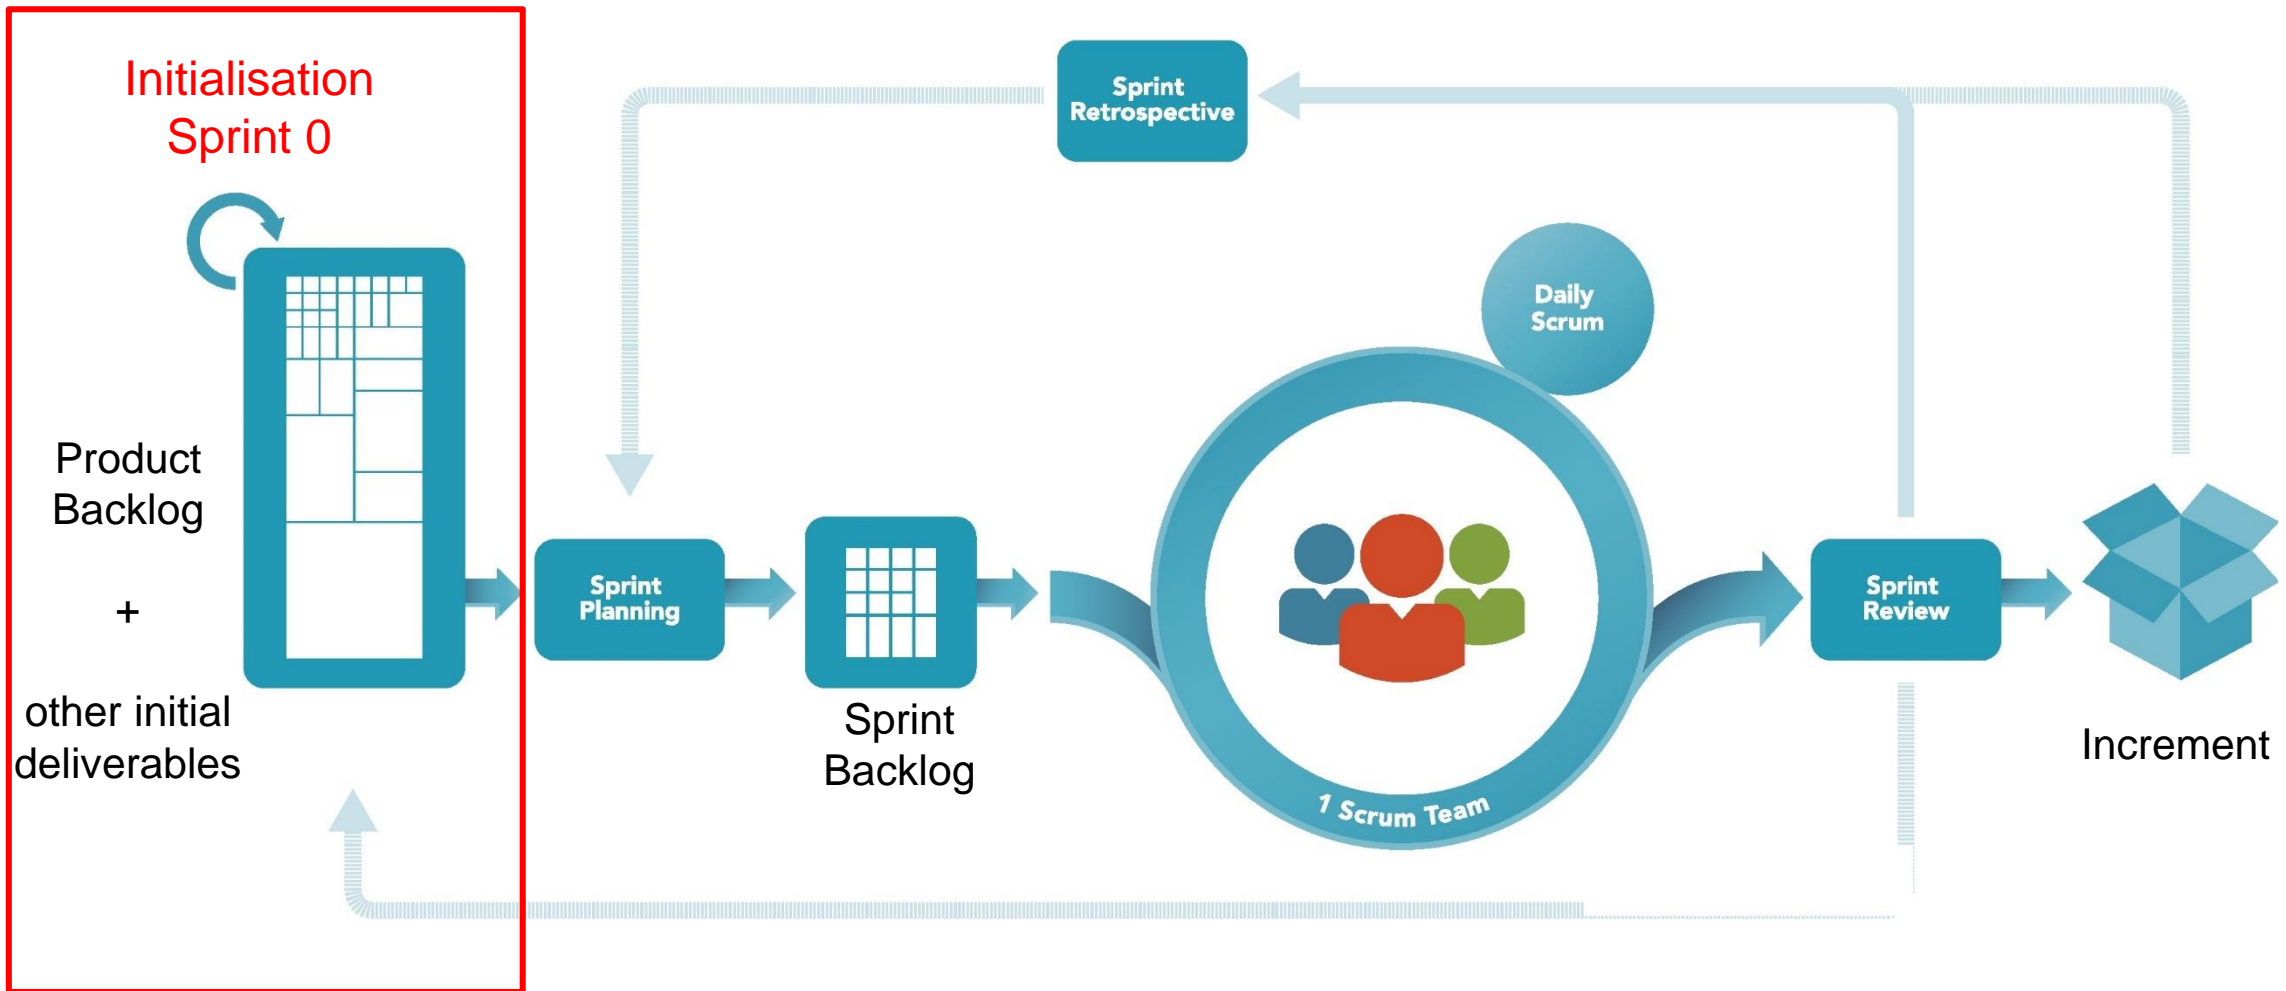 Initialisation
Sprint 0
Product
Backlog
+
other initial
deliverables
Sprint
Planning
Sprint
Backlog
Sprint
Retrospective
Daily
Scrum
1 Scrum Team
Sprint
Review
Increment